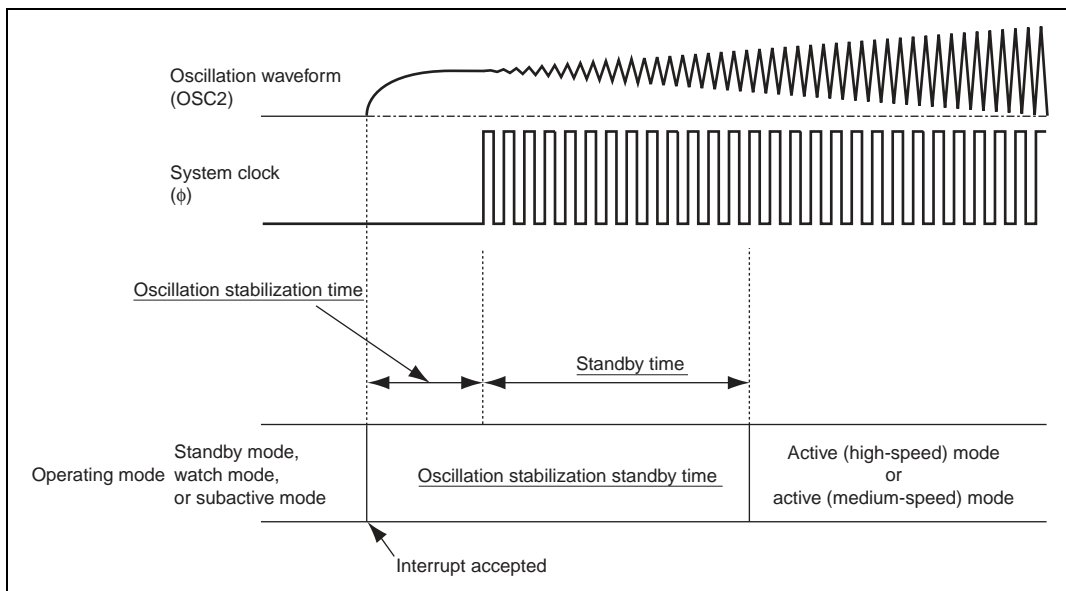 Oscillation waveform
(OSC2)
System clock
(ϕ)
Oscillation stabilization time
Standby time
Operating mode
Standby mode,
watch mode,
or subactive mode
Oscillation stabilization standby time
Active (high-speed) mode
or
active (medium-speed) mode
Interrupt accepted